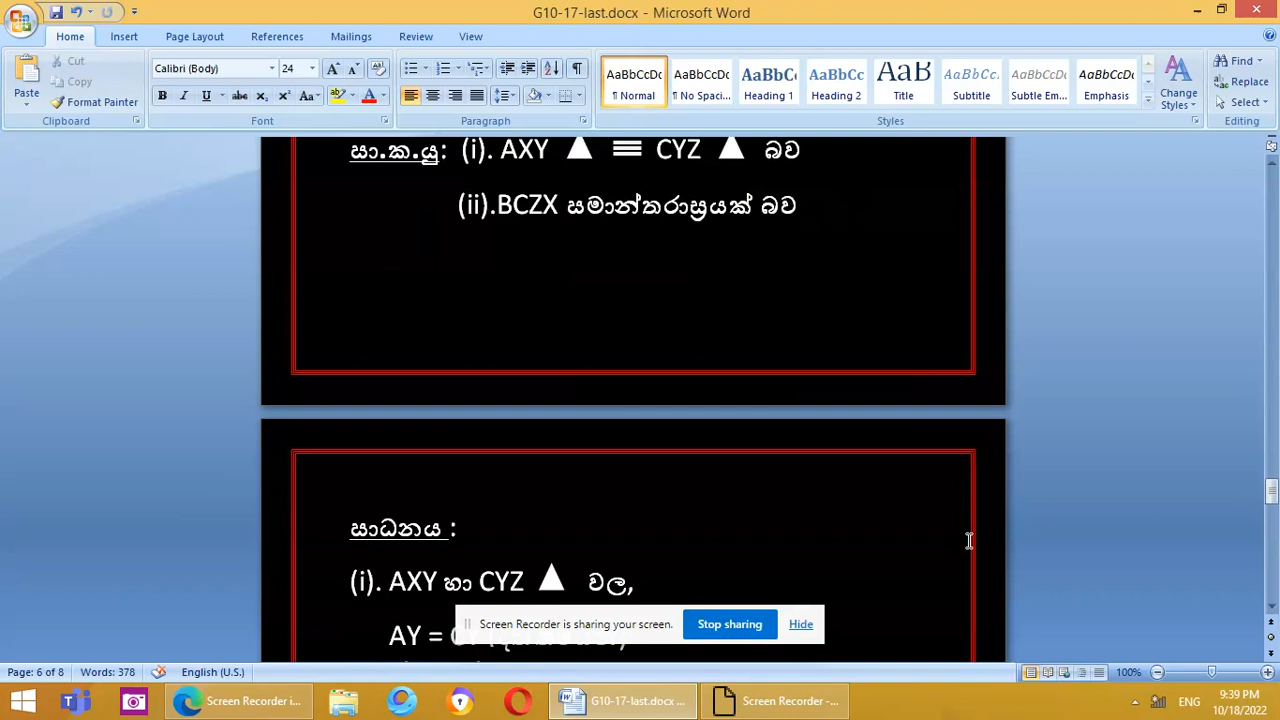 G10-17-last.docx - Microsoft Word
Home Insert Page Layout References Mailings Review View
Paste
Cut
Copy
Format Painter
Clipboard
Calibri (Body) 24
Font
Paragraph
AaBbCcDc AaBbCcDc AaBbC AaBbCc AaB AaBbCc. AaBbCcDc AaBbCcDc
¶ Normal ¶ No Spaci... Heading 1 Heading 2 Title Subtitle Subtle Em... Emphasis
Change Styles
Styles
Find
Replace
Select
Editing
සා.ක.යු: (i). AXY ▲ ≡ CYZ ▲ බව
(ii).BCZX සමාන්තරාස්‍රයක් බව
සාධනය :
(i). AXY හා CYZ ▲ වල,
AY =
Screen Recorder is sharing your screen. Stop sharing Hide
Page: 6 of 8 Words: 378 English (U.S.) 100%
Screen Recorder i... G10-17-last.docx ... Screen Recorder -... ENG 9:39 PM
10/18/2022